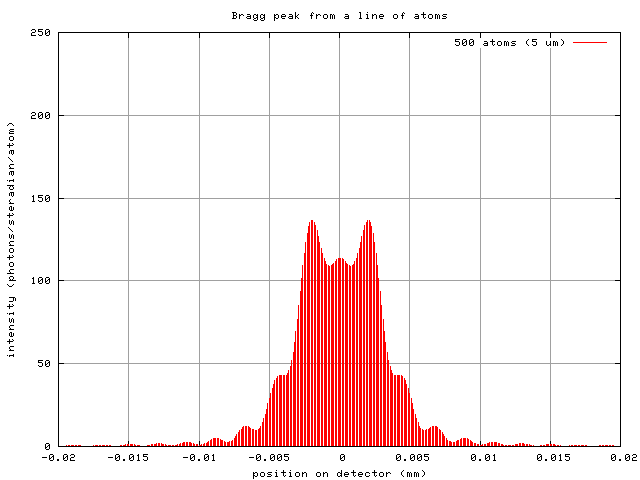 Bragg peak from a line of atoms
500 atoms (5 um)
intensity (photons/steradian/atom)
250
200
150
100
50
0
-0.02 -0.015 -0.01 -0.005 0 0.005 0.01 0.015 0.02
position on detector (mm)